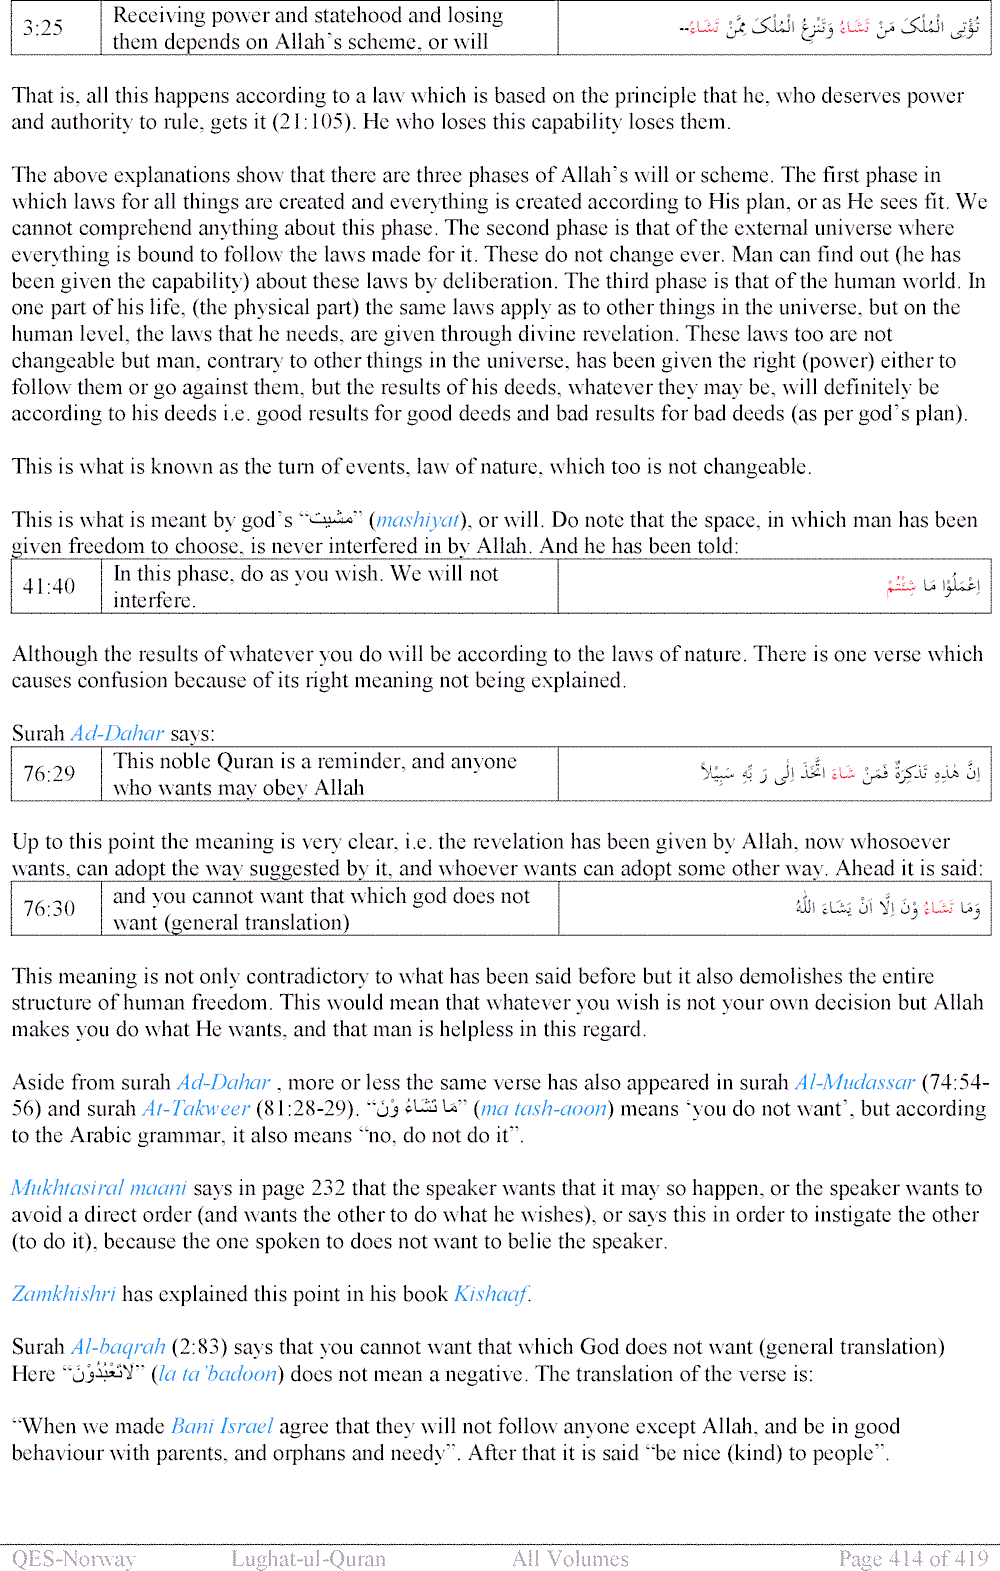 3:25 Receiving power and statehood and losing them depends on Allah’s scheme, or will تُؤْتِی الْمُلْکَ مَنْ تَشَاءُ وَتَنْزِعُ الْمُلْکَ مِمَّنْ تَشَاءُ--
That is, all this happens according to a law which is based on the principle that he, who deserves power
and authority to rule, gets it (21:105). He who loses this capability loses them.
The above explanations show that there are three phases of Allah’s will or scheme. The first phase in
which laws for all things are created and everything is created according to His plan, or as He sees fit. We
cannot comprehend anything about this phase. The second phase is that of the external universe where
everything is bound to follow the laws made for it. These do not change ever. Man can find out (he has
been given the capability) about these laws by deliberation. The third phase is that of the human world. In
one part of his life, (the physical part) the same laws apply as to other things in the universe, but on the
human level, the laws that he needs, are given through divine revelation. These laws too are not
changeable but man, contrary to other things in the universe, has been given the right (power) either to
follow them or go against them, but the results of his deeds, whatever they may be, will definitely be
according to his deeds i.e. good results for good deeds and bad results for bad deeds (as per god’s plan).
This is what is known as the turn of events, law of nature, which too is not changeable.
This is what is meant by god’s “مشیت” (mashiyat), or will. Do note that the space, in which man has been
given freedom to choose, is never interfered in by Allah. And he has been told:
41:40 In this phase, do as you wish. We will not interfere. اِعْمَلُوْا مَا شِئْتُمْ
Although the results of whatever you do will be according to the laws of nature. There is one verse which
causes confusion because of its right meaning not being explained.
Surah Ad-Dahar says:
76:29 This noble Quran is a reminder, and anyone who wants may obey Allah اِنَّ هٰذِهِ تَذْکِرَةٌ فَمَنْ شَاءَ اتَّخَذَ اِلٰی رَ بِّهٖ سَبِيْلاً
Up to this point the meaning is very clear, i.e. the revelation has been given by Allah, now whosoever
wants, can adopt the way suggested by it, and whoever wants can adopt some other way. Ahead it is said:
76:30 and you cannot want that which god does not want (general translation) وَمَا تَشَاءُ وْنَ اِلَّا اَنْ يَشَاءَ اللّٰهُ
This meaning is not only contradictory to what has been said before but it also demolishes the entire
structure of human freedom. This would mean that whatever you wish is not your own decision but Allah
makes you do what He wants, and that man is helpless in this regard.
Aside from surah Ad-Dahar , more or less the same verse has also appeared in surah Al-Mudassar (74:54-
56) and surah At-Takweer (81:28-29). “مَا تَشَاءُ وْنَ” (ma tash-aoon) means ‘you do not want’, but according
to the Arabic grammar, it also means “no, do not do it”.
Mukhtasiral maani says in page 232 that the speaker wants that it may so happen, or the speaker wants to
avoid a direct order (and wants the other to do what he wishes), or says this in order to instigate the other
(to do it), because the one spoken to does not want to belie the speaker.
Zamkhishri has explained this point in his book Kishaaf.
Surah Al-baqrah (2:83) says that you cannot want that which God does not want (general translation)
Here “لاَتَعْبُدُوْنَ” (la ta’badoon) does not mean a negative. The translation of the verse is:
“When we made Bani Israel agree that they will not follow anyone except Allah, and be in good
behaviour with parents, and orphans and needy”. After that it is said “be nice (kind) to people”.
QES-Norway Lughat-ul-Quran All Volumes Page 414 of 419